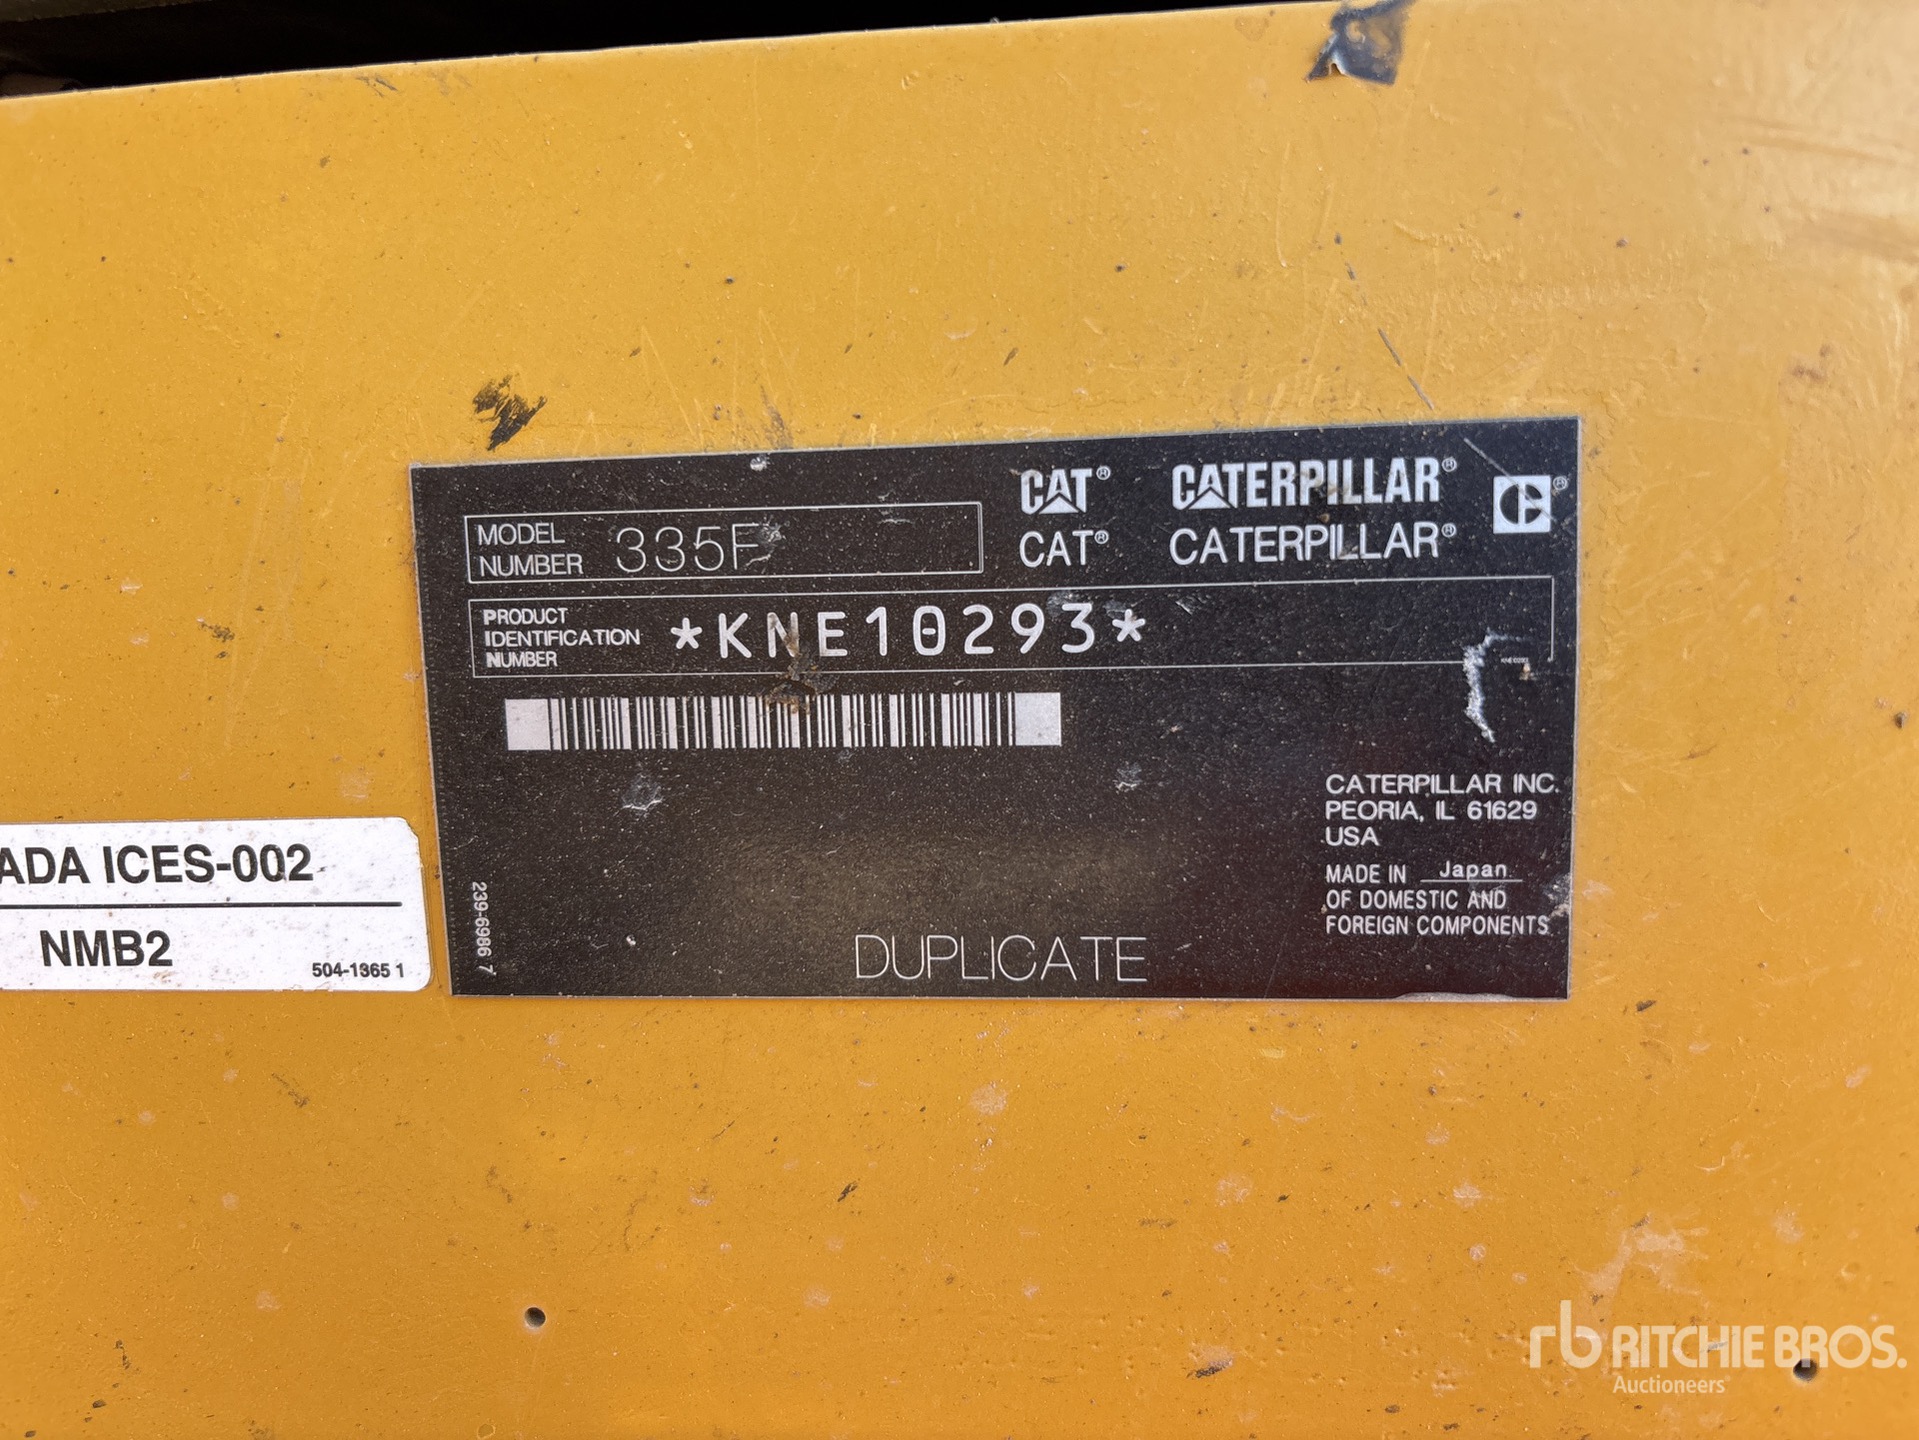 CAT® CATERPILLAR® C®
MODEL NUMBER 335F CAT® CATERPILLAR®
PRODUCT
IDENTIFICATION
NUMBER
*KNE10293*
CATERPILLAR INC.
PEORIA, IL 61629
USA
MADE IN Japan
OF DOMESTIC AND
FOREIGN COMPONENTS
239-6986 7
DUPLICATE
ADA ICES-002
NMB2
504-1365 1
rb RITCHIE BROS.
Auctioneers